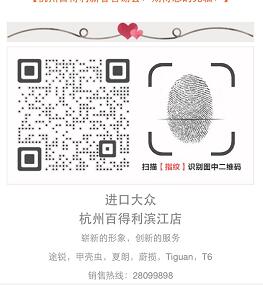 扫描【指纹】识别图中二维码
进口大众
杭州百得利滨江店
崭新的形象,创新的服务
途锐,甲壳虫,夏朗,蔚揽,Tiguan,T6
销售热线:28099898